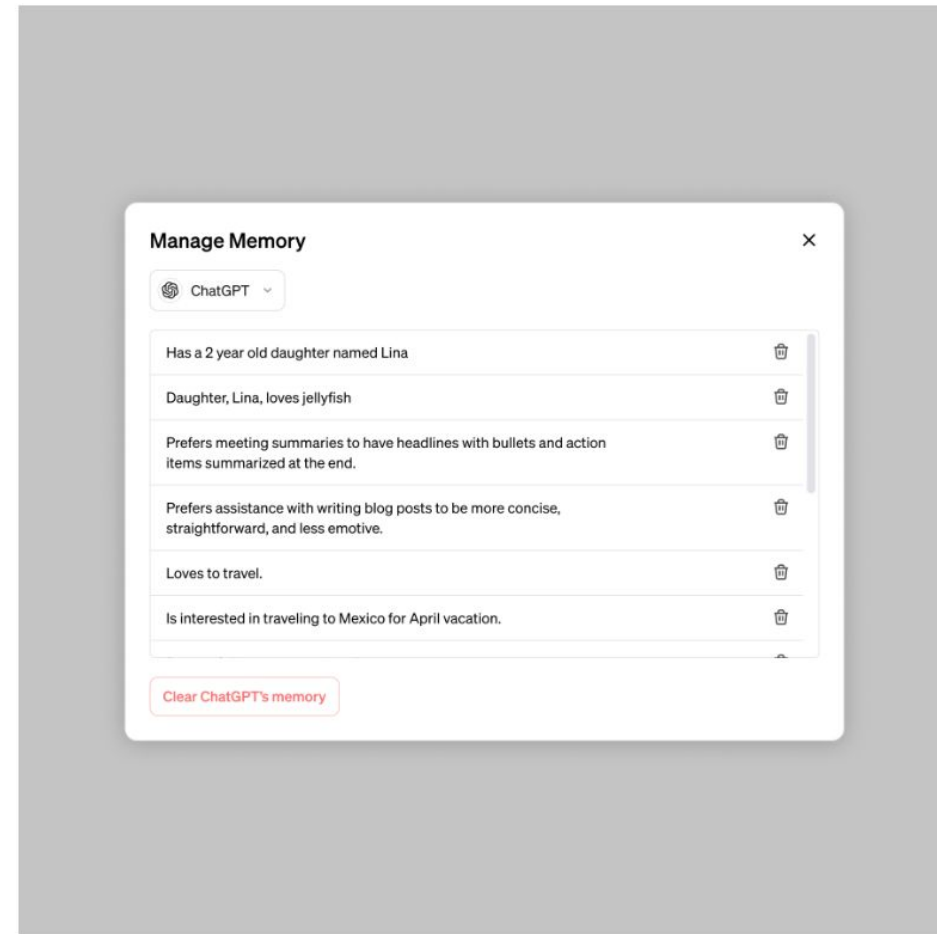 Manage Memory
ChatGPT
Has a 2 year old daughter named Lina
Daughter, Lina, loves jellyfish
Prefers meeting summaries to have headlines with bullets and action
items summarized at the end.
Prefers assistance with writing blog posts to be more concise,
straightforward, and less emotive.
Loves to travel.
Is interested in traveling to Mexico for April vacation.
Clear ChatGPT's memory